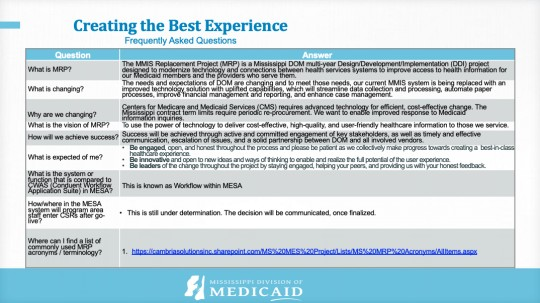 Creating the Best Experience
Frequently Asked Questions
Question
Answer
What is MRP?
The MMIS Replacement Project (MRP) is a Mississippi DOM multi-year Design/Development/Implementation (DDI) project
designed to modernize technology and connections between health services systems to improve access to health information for
our Medicaid members and the providers who serve them.
What is changing?
The needs and expectations of DOM are changing and to meet those needs, our current MMIS system is being replaced with an
improved technology solution with uplifted capabilities, which will streamline data collection and processing, automate paper
processes, improve financial management and reporting, and enhance case management.
Why are we changing?
Centers for Medicare and Medicaid Services (CMS) requires advanced technology for efficient, cost-effective change. The
Mississippi contract term limits require periodic re-procurement. We want to enable improved response to Medicaid
information inquiries.
What is the vision of MRP?
To use the power of technology to deliver cost-effective, high-quality, and user-friendly healthcare information to those we service.
How will we achieve success?
Success will be achieved through active and committed engagement of key stakeholders, as well as timely and effective
communication, escalation of issues, and a solid partnership between DOM and all involved vendors.
What is expected of me?
• Be engaged, open, and honest throughout the process and please be patient as we collectively make progress towards creating a best-in-class
healthcare experience.
• Be innovative and open to new ideas and ways of thinking to enable and realize the full potential of the user experience.
• Be leaders of the change throughout the project by staying engaged, helping your peers, and providing us with your honest feedback.
What is the system or
function that is compared to
CWAS (Conduent Workflow
Application Suite) in MESA?
This is known as Workflow within MESA
How/where in the MESA
system will program area
staff enter CSRs after go-
live?
• This is still under determination. The decision will be communicated, once finalized.
Where can I find a list of
commonly used MRP
acronyms / terminology?
1. https://cambriasolutionsinc.sharepoint.com/MS%20MES%20Project/Lists/MS%20MRP%20Acronyms/AllItems.aspx
MISSISSIPPI DIVISION OF
MEDICAID